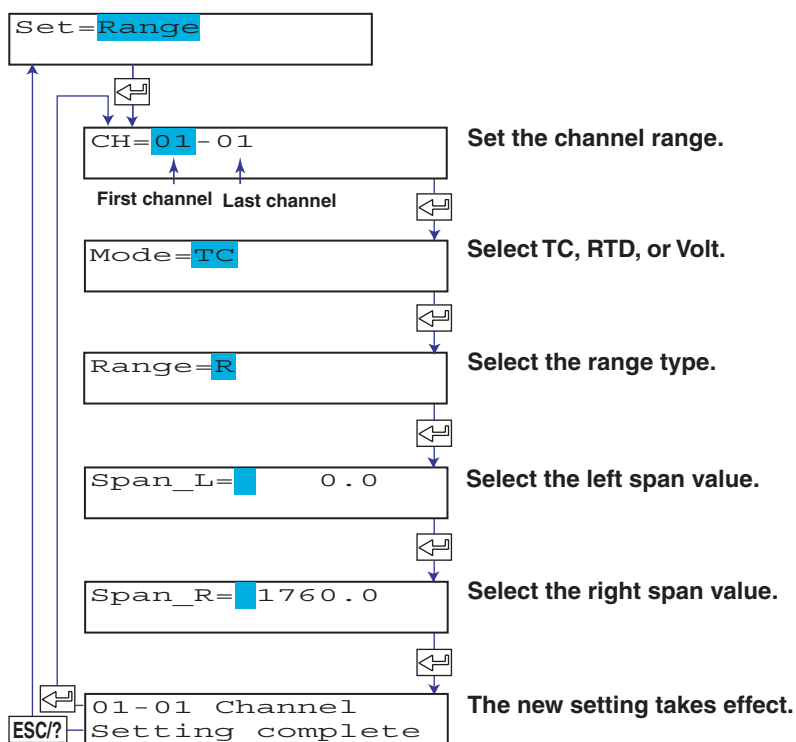 Set=Range
CH=01-01
Set the channel range.
First channel Last channel
Mode=TC
Select TC, RTD, or Volt.
Range=R
Select the range type.
Span_L= 0.0
Select the left span value.
Span_R= 1760.0
Select the right span value.
01-01 Channel
The new setting takes effect.
ESC/?
Setting complete